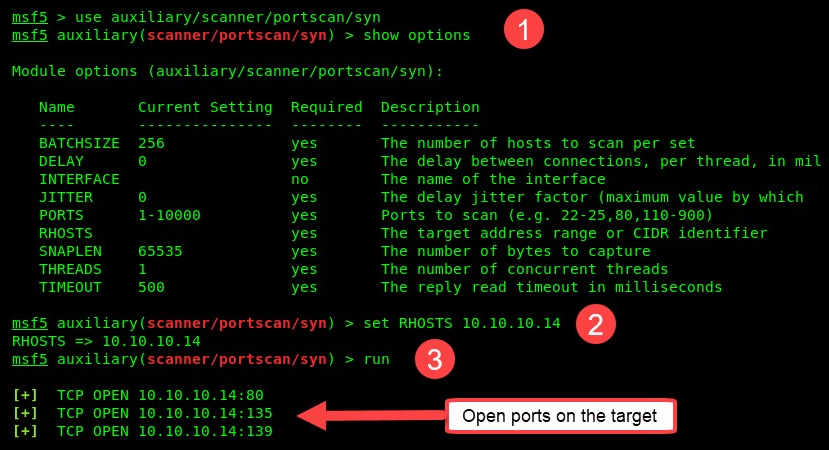 msf5 > use auxiliary/scanner/portscan/syn
msf5 auxiliary(scanner/portscan/syn) > show options
1
Module options (auxiliary/scanner/portscan/syn):
Name Current Setting Required Description
---- --------------- -------- -----------
BATCHSIZE 256 yes The number of hosts to scan per set
DELAY 0 yes The delay between connections, per thread, in mil
INTERFACE no The name of the interface
JITTER 0 yes The delay jitter factor (maximum value by which
PORTS 1-10000 yes Ports to scan (e.g. 22-25,80,110-900)
RHOSTS yes The target address range or CIDR identifier
SNAPLEN 65535 yes The number of bytes to capture
THREADS 1 yes The number of concurrent threads
TIMEOUT 500 yes The reply read timeout in milliseconds
msf5 auxiliary(scanner/portscan/syn) > set RHOSTS 10.10.10.14
2
RHOSTS => 10.10.10.14
msf5 auxiliary(scanner/portscan/syn) > run
3
[+] TCP OPEN 10.10.10.14:80
[+] TCP OPEN 10.10.10.14:135
Open ports on the target
[+] TCP OPEN 10.10.10.14:139